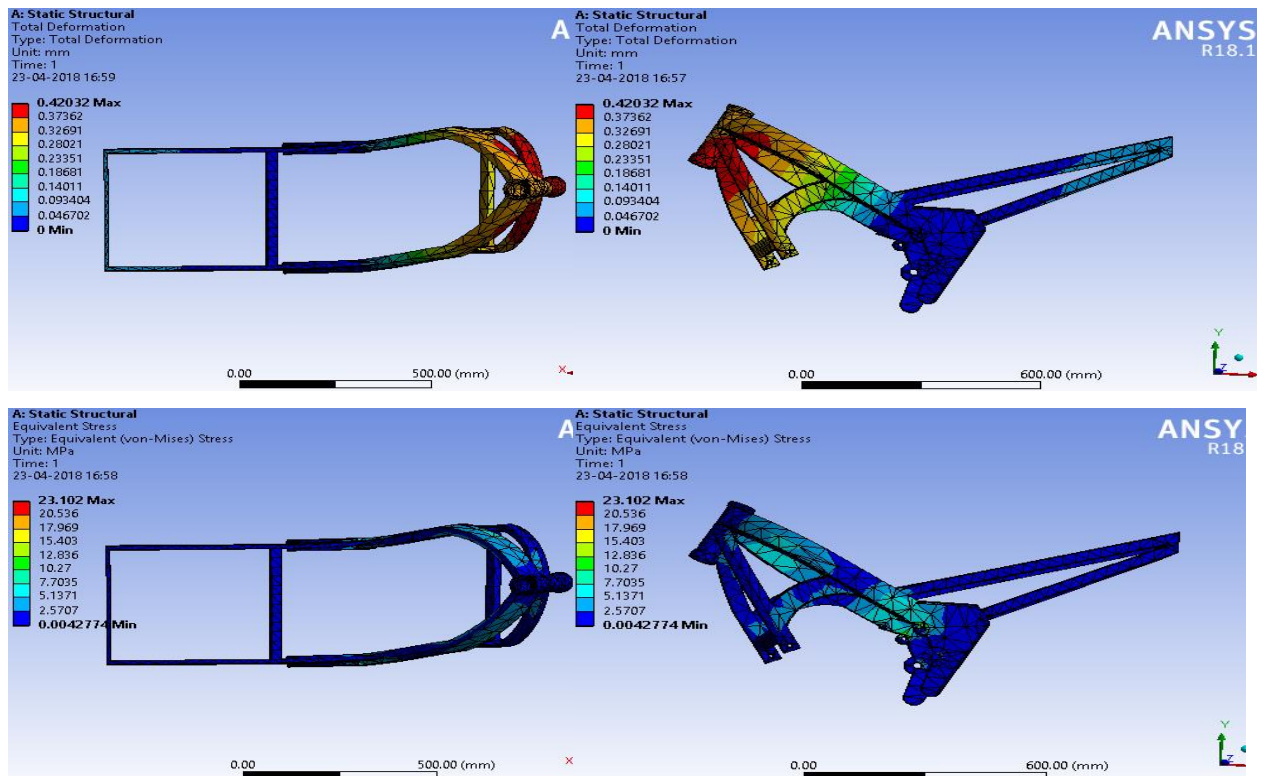 A: Static Structural
Total Deformation
Type: Total Deformation
Unit: mm
Time: 1
23-04-2018 16:59
0.42032 Max
0.37362
0.32691
0.28021
0.23351
0.18681
0.14011
0.093404
0.046702
0 Min
A
0.00
500.00 (mm)
X
A: Static Structural
Total Deformation
Type: Total Deformation
Unit: mm
Time: 1
23-04-2018 16:57
0.42032 Max
0.37362
0.32691
0.28021
0.23351
0.18681
0.14011
0.093404
0.046702
0 Min
ANSYS
R18.1
0.00
600.00 (mm)
Y
Z
A: Static Structural
Equivalent Stress
Type: Equivalent (von-Mises) Stress
Unit: MPa
Time: 1
23-04-2018 16:58
23.102 Max
20.536
17.969
15.403
12.836
10.27
7.7035
5.1371
2.5707
0.0042774 Min
A
0.00
500.00 (mm)
X
A: Static Structural
Equivalent Stress
Type: Equivalent (von-Mises) Stress
Unit: MPa
Time: 1
23-04-2018 16:58
23.102 Max
20.536
17.969
15.403
12.836
10.27
7.7035
5.1371
2.5707
0.0042774 Min
ANSY
R18
0.00
600.00 (mm)
Y
Z